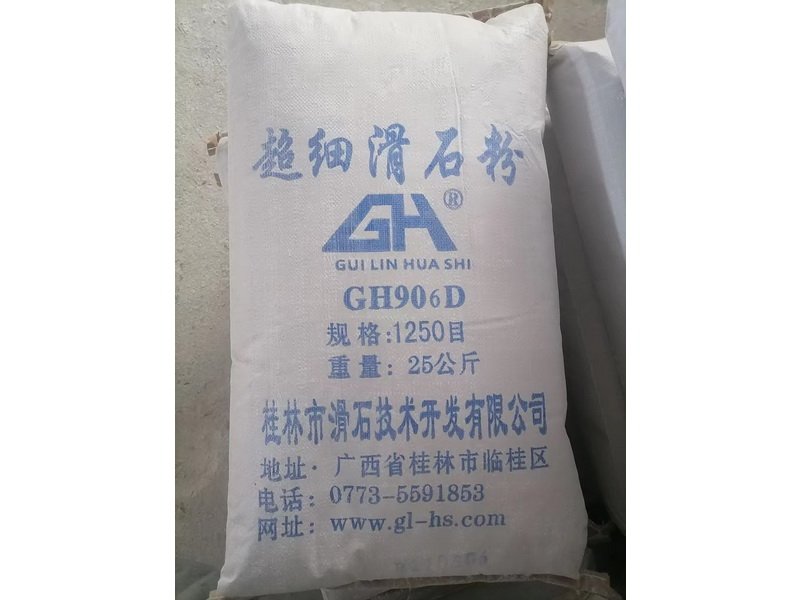 超细滑石粉
GH®
GUI LIN HUA SHI
GH906D
规格:1250目
重量: 25公斤
桂林市滑石技术开发有限公司
地址·广西省桂林市临桂区
电话: 0773-5591853
网址: www.gl-hs.com